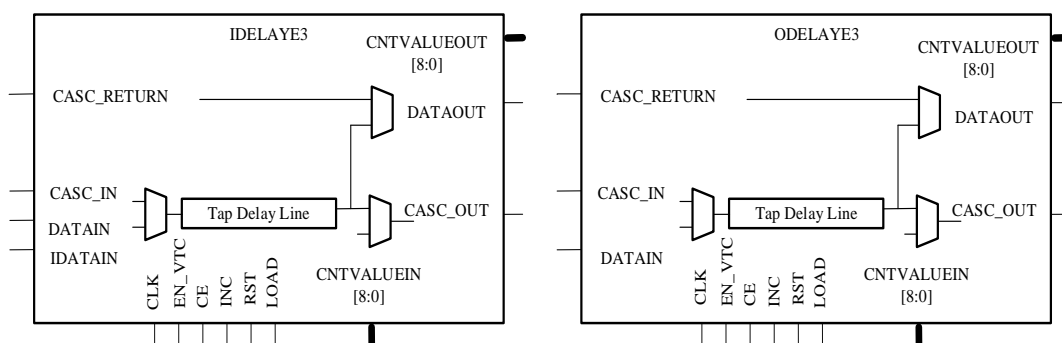 IDELAYE3
CNTVALUEOUT
[8:0]
CASC_RETURN
DATAOUT
CASC_IN
DATAIN
IDATAIN
Tap Delay Line
CASC_OUT
CLK
EN_VTC
CE
INC
RST
LOAD
CNTVALUEIN
[8:0]
ODELAYE3
CNTVALUEOUT
[8:0]
CASC_RETURN
DATAOUT
CASC_IN
DATAIN
Tap Delay Line
CASC_OUT
CLK
EN_VTC
CE
INC
RST
LOAD
CNTVALUEIN
[8:0]